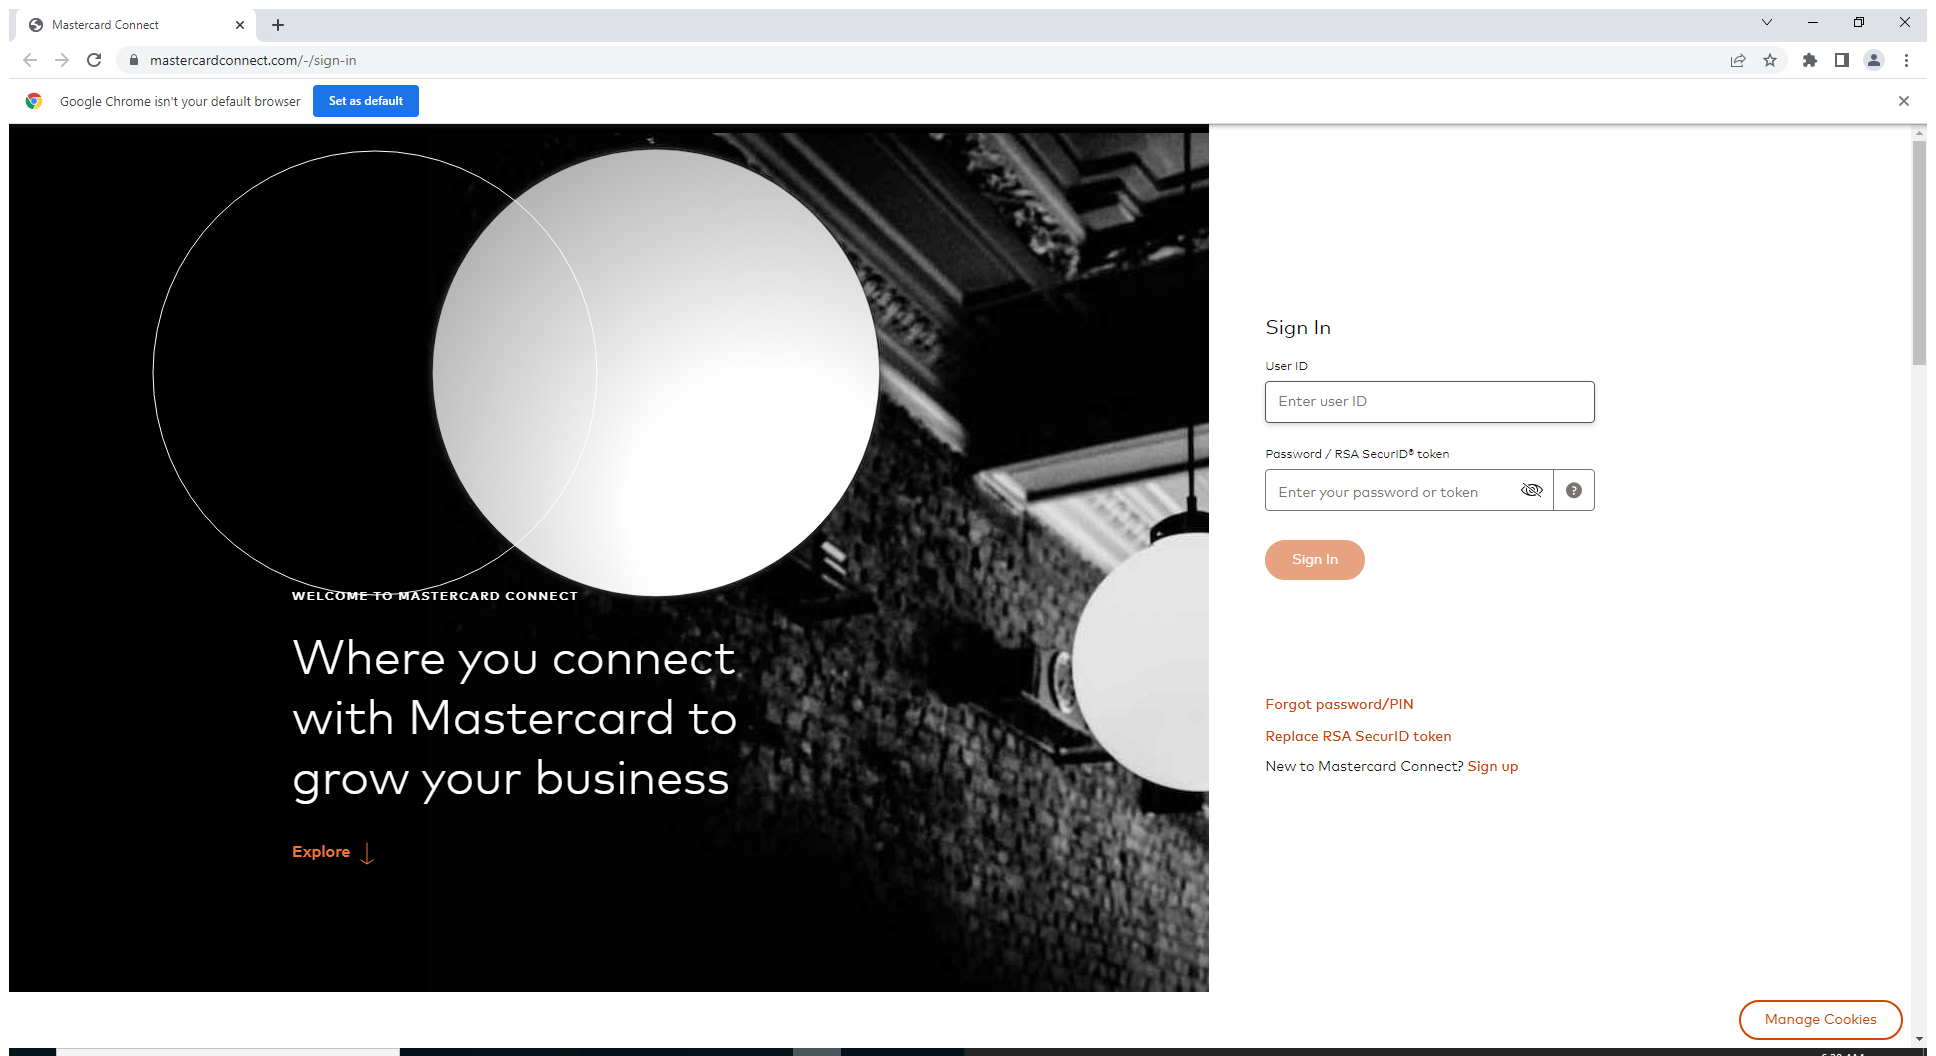 Mastercard Connect
mastercardconnect.com/-/sign-in
Google Chrome isn't your default browser
Set as default
WELCOME TO MASTERCARD CONNECT
Where you connect
with Mastercard to
grow your business
Explore
Sign In
User ID
Enter user ID
Password / RSA SecurID® token
Enter your password or token
?
Sign In
Forgot password/PIN
Replace RSA SecurID token
New to Mastercard Connect? Sign up
Manage Cookies